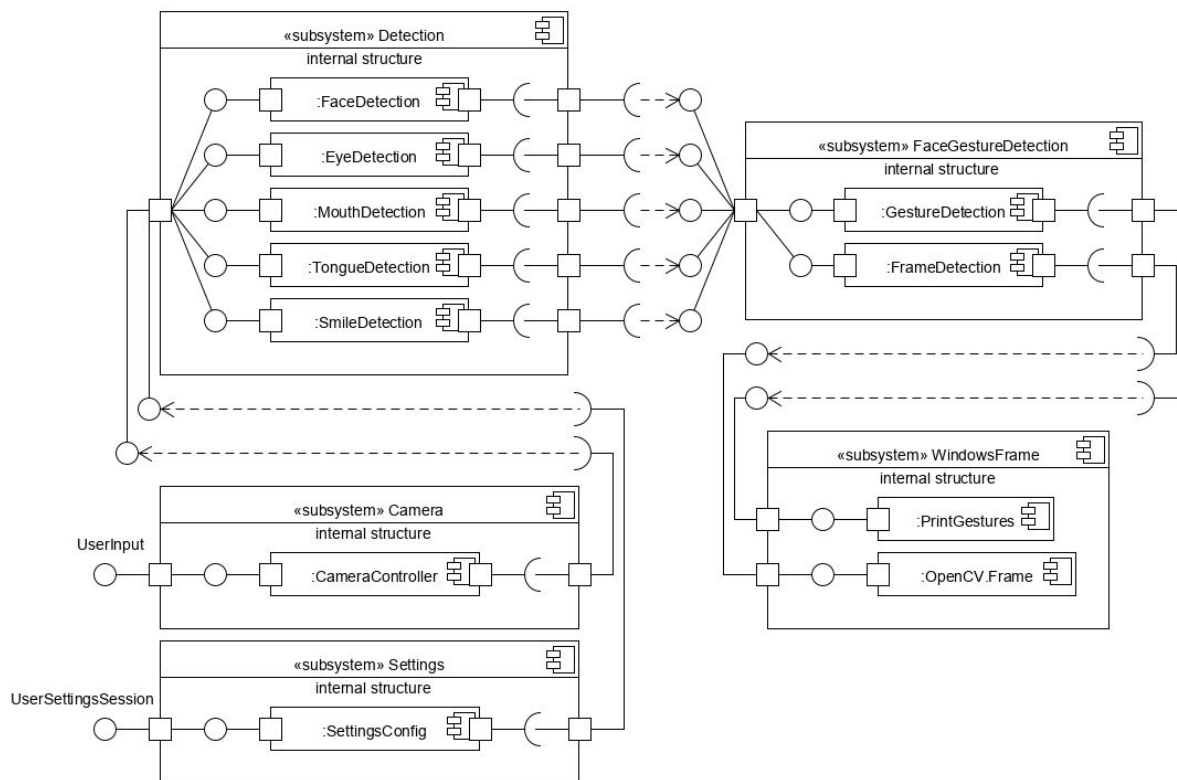 «subsystem» Detection
internal structure
:FaceDetection
:EyeDetection
:MouthDetection
:TongueDetection
:SmileDetection
«subsystem» FaceGestureDetection
internal structure
:GestureDetection
:FrameDetection
«subsystem» WindowsFrame
internal structure
:PrintGestures
:OpenCV.Frame
«subsystem» Camera
internal structure
UserInput
:CameraController
«subsystem» Settings
internal structure
UserSettingsSession
:SettingsConfig